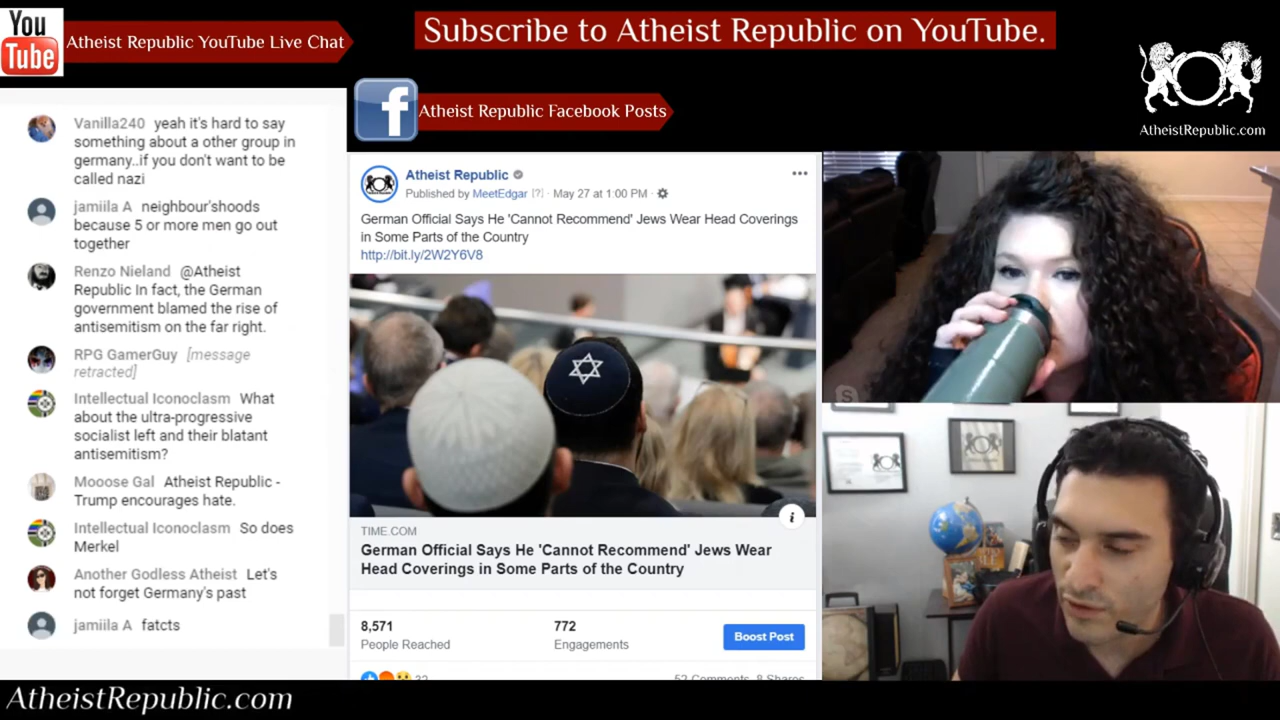 You
Tube
Atheist Republic YouTube Live Chat
Subscribe to Atheist Republic on YouTube.
AtheistRepublic.com
f
Atheist Republic Facebook Posts
Vanilla240 yeah it's hard to say
something about a other group in
germany..if you don't want to be
called nazi
jamiila A neighbour'shoods
because 5 or more men go out
together
Renzo Nieland @Atheist
Republic In fact, the German
government blamed the rise of
antisemitism on the far right.
RPG GamerGuy [message
retracted]
Intellectual Iconoclasm What
about the ultra-progressive
socialist left and their blatant
antisemitism?
Mooose Gal Atheist Republic -
Trump encourages hate.
Intellectual Iconoclasm So does
Merkel
Another Godless Atheist Let's
not forget Germany's past
jamiila A fatcts
Atheist Republic
Published by MeetEdgar [?] · May 27 at 1:00 PM ·
German Official Says He 'Cannot Recommend' Jews Wear Head Coverings
in Some Parts of the Country
http://bit.ly/2W2Y6V8
TIME.COM
German Official Says He 'Cannot Recommend' Jews Wear
Head Coverings in Some Parts of the Country
8,571
People Reached
772
Engagements
Boost Post
32
52 Comments 8 Shares
AtheistRepublic.com